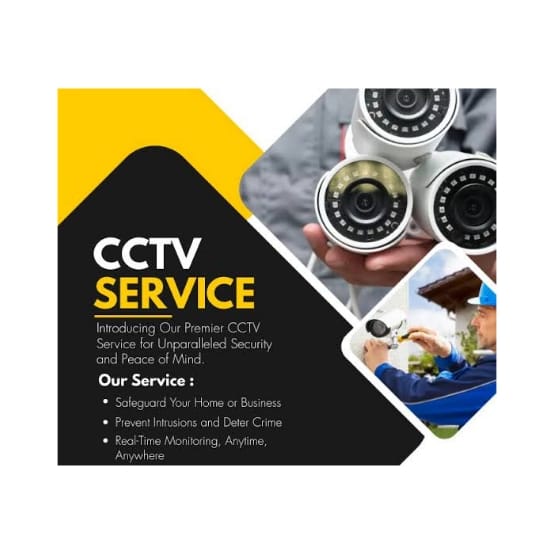 CCTV
SERVICE
Introducing Our Premier CCTV
Service for Unparalleled Security
and Peace of Mind.
Our Service :
• Safeguard Your Home or Business
• Prevent Intrusions and Deter Crime
• Real-Time Monitoring, Anytime,
Anywhere